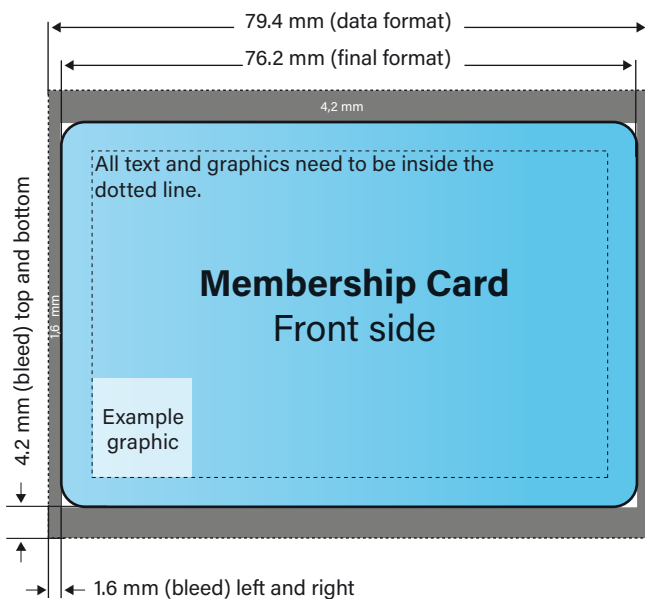 79.4 mm (data format)
76.2 mm (final format)
4,2 mm
All text and graphics need to be inside the
dotted line.
4.2 mm (bleed) top and bottom
1,6 mm
Membership Card
Front side
Example
graphic
1.6 mm (bleed) left and right